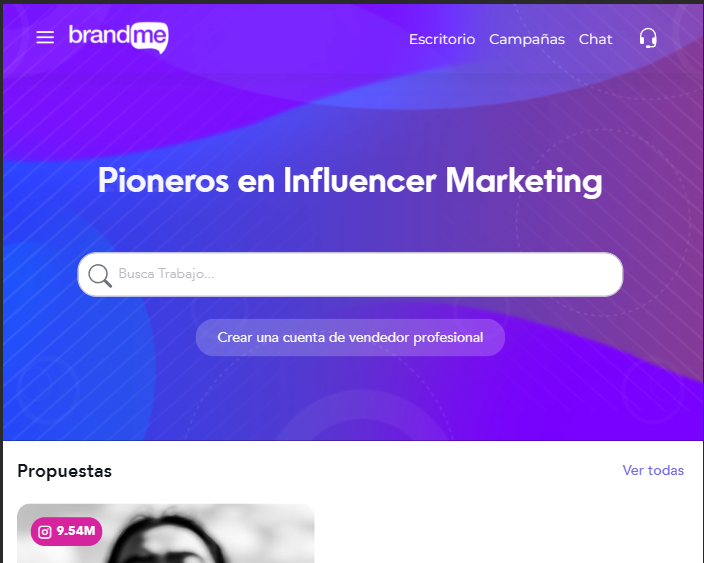 brandme
Escritorio Campañas Chat
Pioneros en Influencer Marketing
Busca Trabajo...
Crear una cuenta de vendedor profesional
Propuestas
Ver todas
9.54M